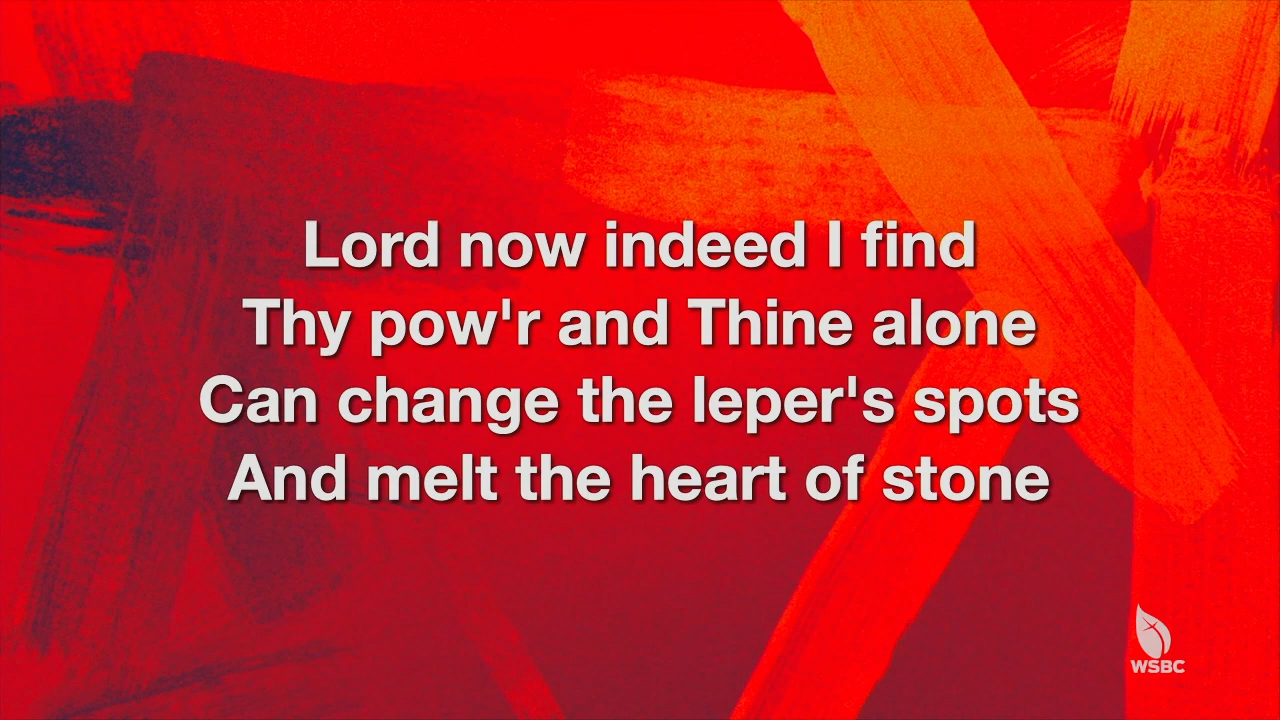 Lord now indeed I find
Thy pow'r and Thine alone
Can change the leper's spots
And melt the heart of stone
WSBC